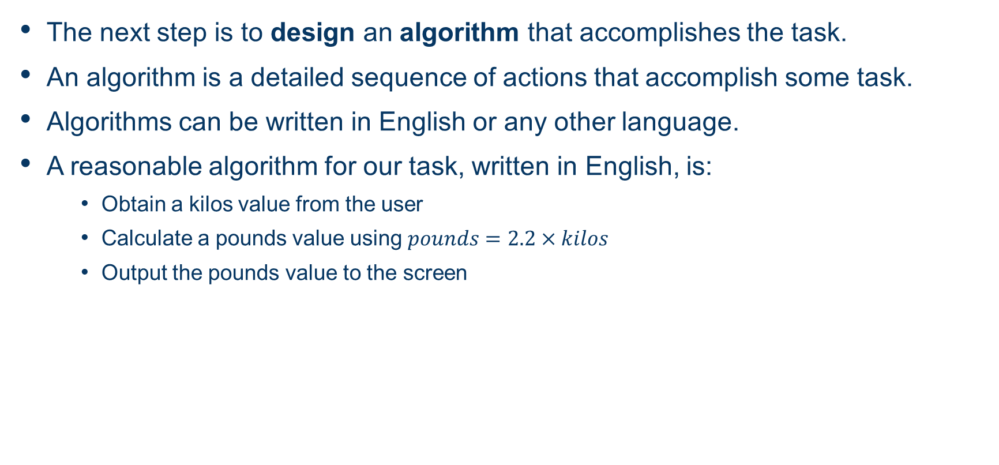 • The next step is to design an algorithm that accomplishes the task.
• An algorithm is a detailed sequence of actions that accomplish some task.
• Algorithms can be written in English or any other language.
• A reasonable algorithm for our task, written in English, is:
• Obtain a kilos value from the user
• Calculate a pounds value using pounds = 2.2 × kilos
• Output the pounds value to the screen